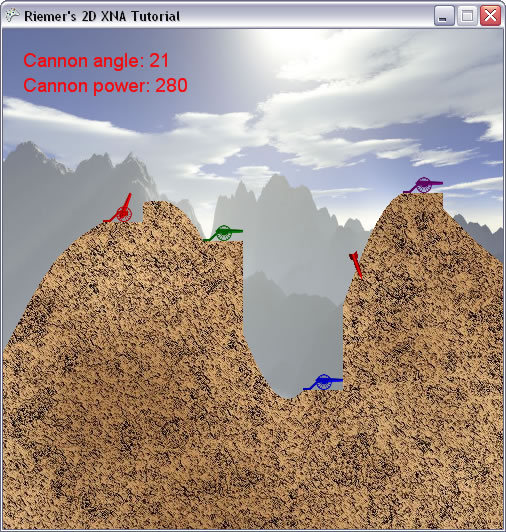 Riemer's 2D XNA Tutorial
Cannon angle: 21
Cannon power: 280